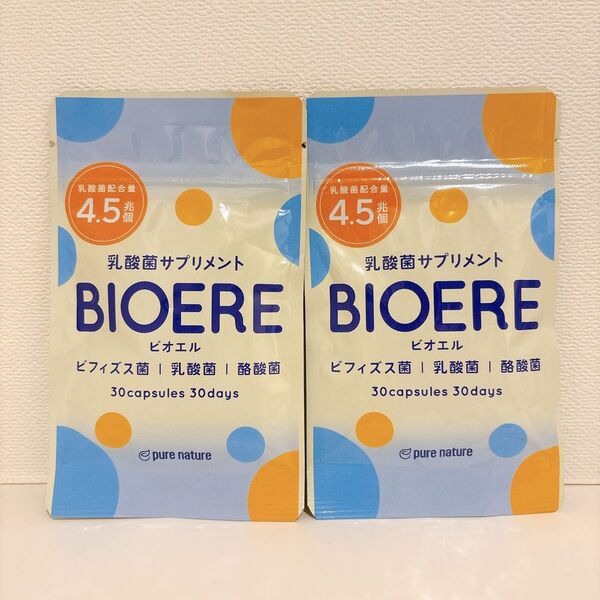 乳酸菌配合量
4.5兆個
乳酸菌サプリメント
BIOERE
ビオエル
ビフィズス菌 | 乳酸菌 | 酪酸菌
30capsules 30days
pure nature
乳酸菌配合量
4.5兆個
乳酸菌サプリメント
BIOERE
ビオエル
ビフィズス菌 | 乳酸菌 | 酪酸菌
30capsules 30days
pure nature